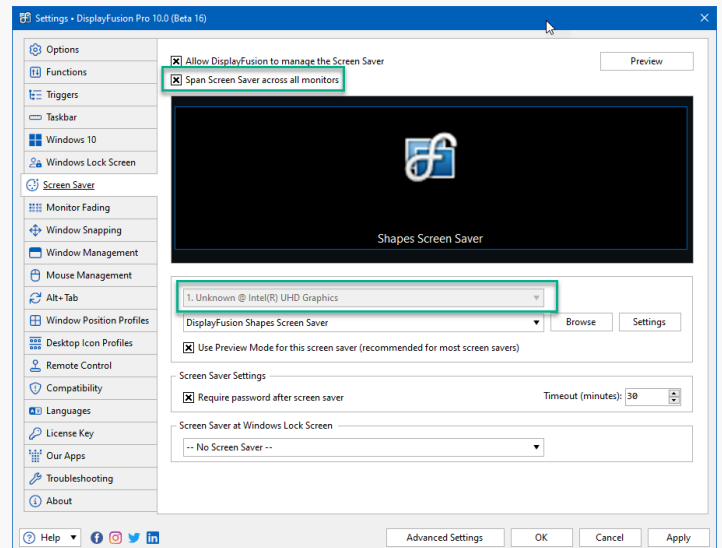 Settings • DisplayFusion Pro 10.0 (Beta 16)
Options
Functions
Triggers
Taskbar
Windows 10
Windows Lock Screen
Screen Saver
Monitor Fading
Window Snapping
Window Management
Mouse Management
Alt+Tab
Window Position Profiles
Desktop Icon Profiles
Remote Control
Compatibility
Languages
License Key
Our Apps
Troubleshooting
About
Allow DisplayFusion to manage the Screen Saver
Preview
Span Screen Saver across all monitors
Shapes Screen Saver
1. Unknown @ Intel(R) UHD Graphics
DisplayFusion Shapes Screen Saver
Browse
Settings
Use Preview Mode for this screen saver (recommended for most screen savers)
Screen Saver Settings
Require password after screen saver
Timeout (minutes): 30
Screen Saver at Windows Lock Screen
-- No Screen Saver --
Help
Advanced Settings
OK
Cancel
Apply